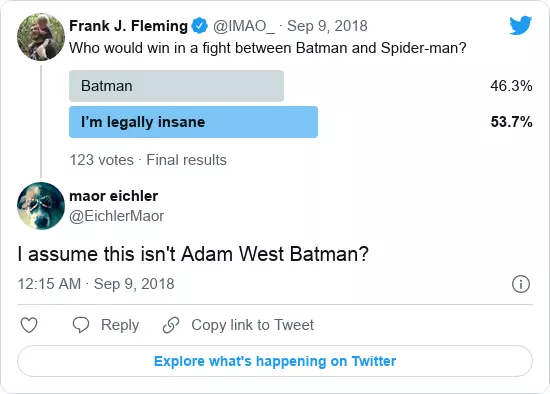 Frank J. Fleming @IMAO_ · Sep 9, 2018
Who would win in a fight between Batman and Spider-man?
Batman 46.3%
I'm legally insane 53.7%
123 votes · Final results
maor eichler
@EichlerMaor
I assume this isn't Adam West Batman?
12:15 AM · Sep 9, 2018
Reply Copy link to Tweet
Explore what's happening on Twitter